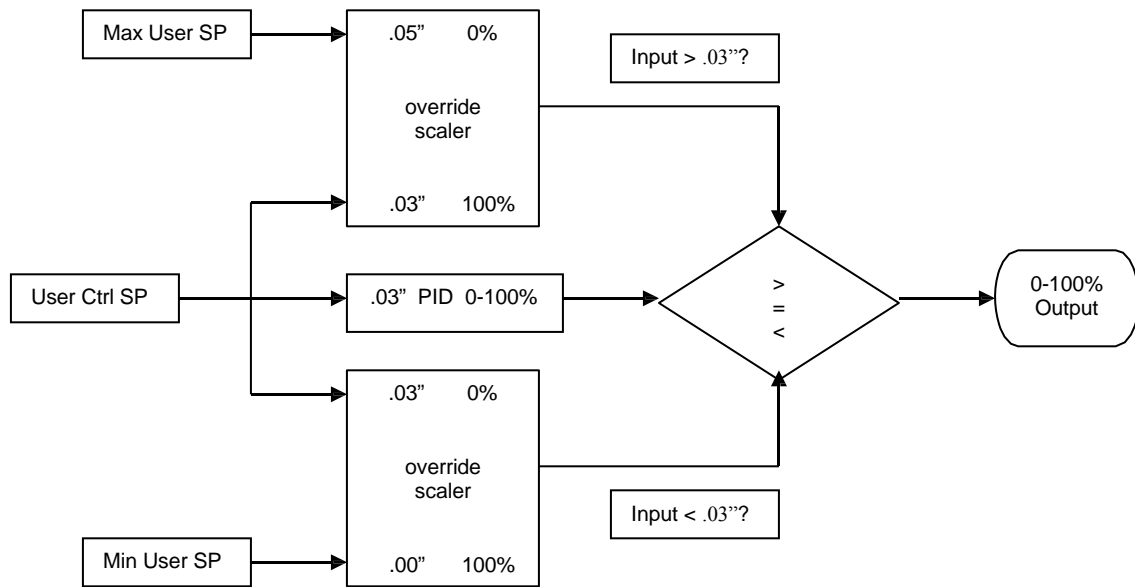 Max User SP
.05” 0%
override
scaler
.03” 100%
Input > .03”?
User Ctrl SP
.03” PID 0-100%
>
=
<
0-100%
Output
.03” 0%
override
scaler
.00” 100%
Input < .03”?
Min User SP